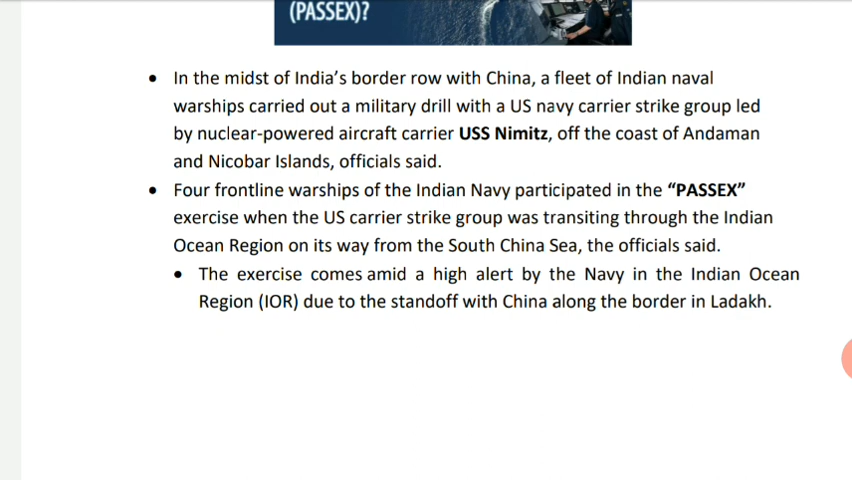 (PASSEX)?
• In the midst of India's border row with China, a fleet of Indian naval
warships carried out a military drill with a US navy carrier strike group led
by nuclear-powered aircraft carrier USS Nimitz, off the coast of Andaman
and Nicobar Islands, officials said.
• Four frontline warships of the Indian Navy participated in the “PASSEX”
exercise when the US carrier strike group was transiting through the Indian
Ocean Region on its way from the South China Sea, the officials said.
• The exercise comes amid a high alert by the Navy in the Indian Ocean
Region (IOR) due to the standoff with China along the border in Ladakh.